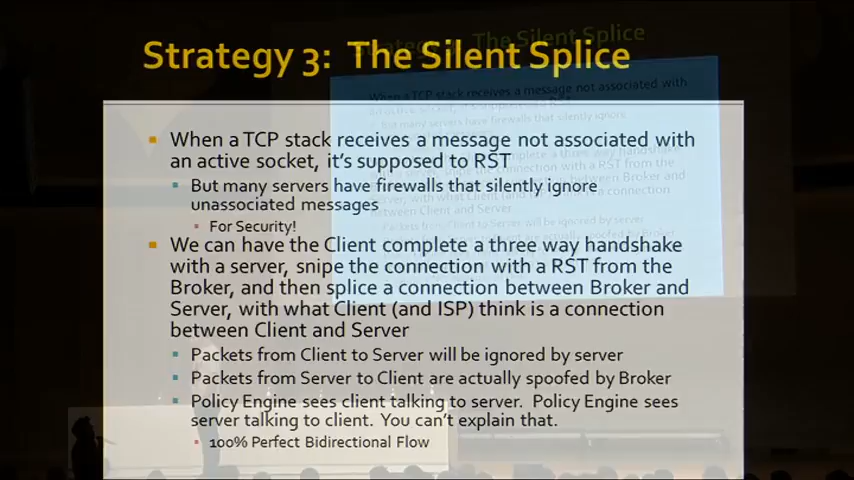 Strategy 3: The Silent Splice
When a TCP stack receives a message not associated with
an active socket, it's supposed to RST
But many servers have firewalls that silently ignore
unassociated messages
For Security!
We can have the Client complete a three way handshake
with a server, snipe the connection with a RST from the
Broker, and then splice a connection between Broker and
Server, with what Client (and ISP) think is a connection
between Client and Server
Packets from Client to Server will be ignored by server
Packets from Server to Client are actually spoofed by Broker
Policy Engine sees client talking to server. Policy Engine sees
server talking to client. You can't explain that.
100% Perfect Bidirectional Flow